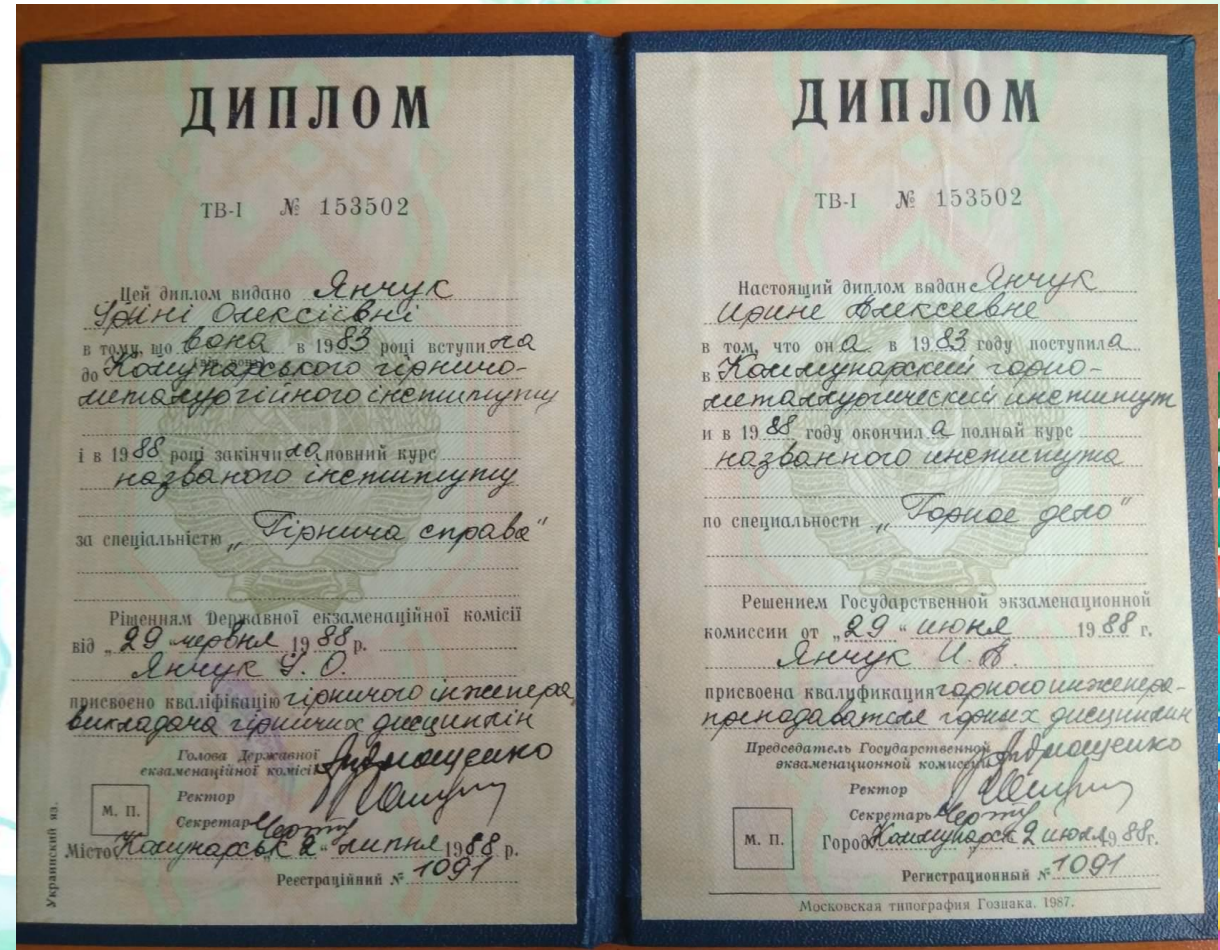 ДИПЛОМ
ТВ-І № 153502
Цей диплом видано Янчук
Ірині Олексіївні
в тому, що вона в 1983 році вступила
до Комунарського гірничо-
металургійного інституту
і в 1988 році закінчила повний курс
названого інституту
за спеціальністю „Гірнича справа“
Рішенням Державної екзаменаційної комісії
від „29“ червня 1988 р.
Янчук І. О.
присвоєно кваліфікацію гірничого інженера
викладача гірничих дисциплін
Голова Державної
екзаменаційної комісії
Ректор
М. П.
Секретар
Місто Комунарськ 2 „ липня 1988 р.
Реєстраційний № 1091
Украинский яз.
ДИПЛОМ
ТВ-І № 153502
Настоящий диплом выдан Янчук
Ирине Алексеевне
в том, что она в 1983 году поступила
в Коммунарский горно-
металлургический институт
и в 1988 году окончила полный курс
названного института
по специальности „Горное дело“
Решением Государственной экзаменационной
комиссии от „29“ июня 1988 г.
Янчук И. А.
присвоена квалификация горного инженера-
преподавателя горных дисциплин
Председатель Государственной
экзаменационной комиссии
Ректор
Секретарь
М. П.
Город Коммунарск 2 июля 1988г.
Регистрационный № 1091
Московская типография Гознака. 1987.